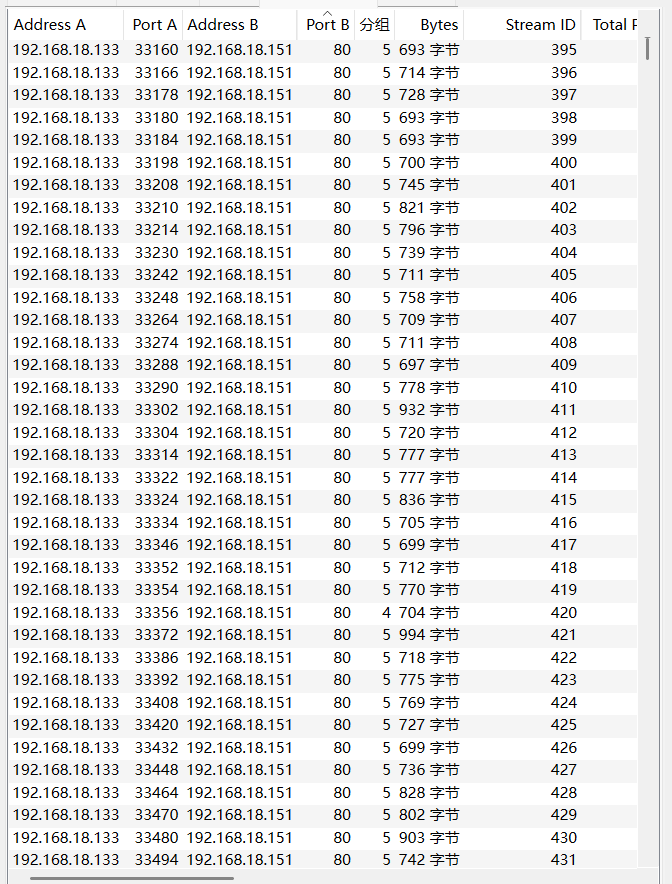 Address A Port A Address B Port B 分组 Bytes Stream ID Total P
192.168.18.133 33160 192.168.18.151 80 5 693 字节 395
192.168.18.133 33166 192.168.18.151 80 5 714 字节 396
192.168.18.133 33178 192.168.18.151 80 5 728 字节 397
192.168.18.133 33180 192.168.18.151 80 5 693 字节 398
192.168.18.133 33184 192.168.18.151 80 5 693 字节 399
192.168.18.133 33198 192.168.18.151 80 5 700 字节 400
192.168.18.133 33208 192.168.18.151 80 5 745 字节 401
192.168.18.133 33210 192.168.18.151 80 5 821 字节 402
192.168.18.133 33214 192.168.18.151 80 5 796 字节 403
192.168.18.133 33230 192.168.18.151 80 5 739 字节 404
192.168.18.133 33242 192.168.18.151 80 5 711 字节 405
192.168.18.133 33248 192.168.18.151 80 5 758 字节 406
192.168.18.133 33264 192.168.18.151 80 5 709 字节 407
192.168.18.133 33274 192.168.18.151 80 5 711 字节 408
192.168.18.133 33288 192.168.18.151 80 5 697 字节 409
192.168.18.133 33290 192.168.18.151 80 5 778 字节 410
192.168.18.133 33302 192.168.18.151 80 5 932 字节 411
192.168.18.133 33304 192.168.18.151 80 5 720 字节 412
192.168.18.133 33314 192.168.18.151 80 5 777 字节 413
192.168.18.133 33322 192.168.18.151 80 5 777 字节 414
192.168.18.133 33324 192.168.18.151 80 5 836 字节 415
192.168.18.133 33334 192.168.18.151 80 5 705 字节 416
192.168.18.133 33346 192.168.18.151 80 5 699 字节 417
192.168.18.133 33352 192.168.18.151 80 5 712 字节 418
192.168.18.133 33354 192.168.18.151 80 5 770 字节 419
192.168.18.133 33356 192.168.18.151 80 4 704 字节 420
192.168.18.133 33372 192.168.18.151 80 5 994 字节 421
192.168.18.133 33386 192.168.18.151 80 5 718 字节 422
192.168.18.133 33392 192.168.18.151 80 5 775 字节 423
192.168.18.133 33408 192.168.18.151 80 5 769 字节 424
192.168.18.133 33420 192.168.18.151 80 5 727 字节 425
192.168.18.133 33432 192.168.18.151 80 5 699 字节 426
192.168.18.133 33448 192.168.18.151 80 5 736 字节 427
192.168.18.133 33464 192.168.18.151 80 5 828 字节 428
192.168.18.133 33470 192.168.18.151 80 5 802 字节 429
192.168.18.133 33480 192.168.18.151 80 5 903 字节 430
192.168.18.133 33494 192.168.18.151 80 5 742 字节 431